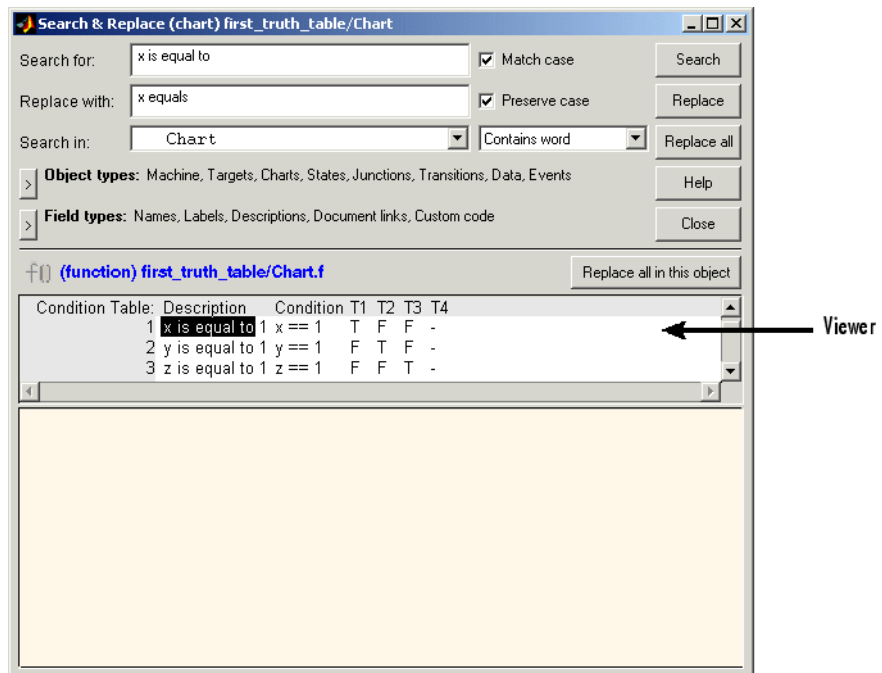 Search & Replace (chart) first_truth_table/Chart
Search for: x is equal to Match case Search
Replace with: x equals Preserve case Replace
Search in: Chart Contains word Replace all
> Object types: Machine, Targets, Charts, States, Junctions, Transitions, Data, Events Help
> Field types: Names, Labels, Descriptions, Document links, Custom code Close
f() (function) first_truth_table/Chart.f Replace all in this object
Condition Table: Description Condition T1 T2 T3 T4
1 x is equal to 1 x == 1 T F F -
Viewer
2 y is equal to 1 y == 1 F T F -
3 z is equal to 1 z == 1 F F T -